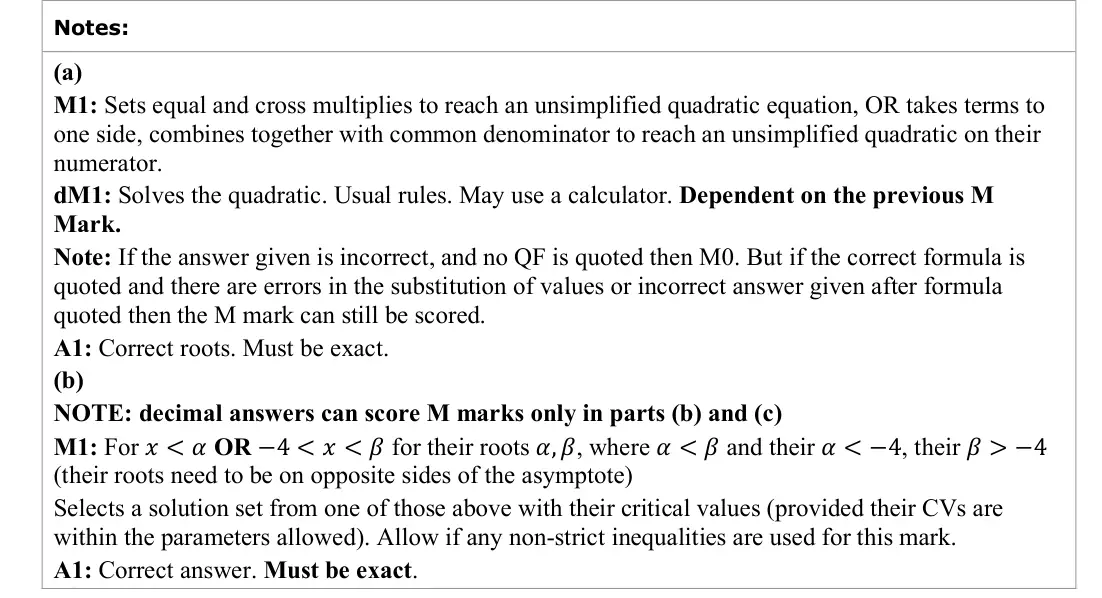 Notes:
(a)
M1: Sets equal and cross multiplies to reach an unsimplified quadratic equation, OR takes terms to
one side, combines together with common denominator to reach an unsimplified quadratic on their
numerator.
dM1: Solves the quadratic. Usual rules. May use a calculator. Dependent on the previous M
Mark.
Note: If the answer given is incorrect, and no QF is quoted then M0. But if the correct formula is
quoted and there are errors in the substitution of values or incorrect answer given after formula
quoted then the M mark can still be scored.
A1: Correct roots. Must be exact.
(b)
NOTE: decimal answers can score M marks only in parts (b) and (c)
M1: For 𝑥 < 𝛼 OR −4 < 𝑥 < 𝛽 for their roots 𝛼, 𝛽, where 𝛼 < 𝛽 and their 𝛼 < −4, their 𝛽 > −4
(their roots need to be on opposite sides of the asymptote)
Selects a solution set from one of those above with their critical values (provided their CVs are
within the parameters allowed). Allow if any non-strict inequalities are used for this mark.
A1: Correct answer. Must be exact.